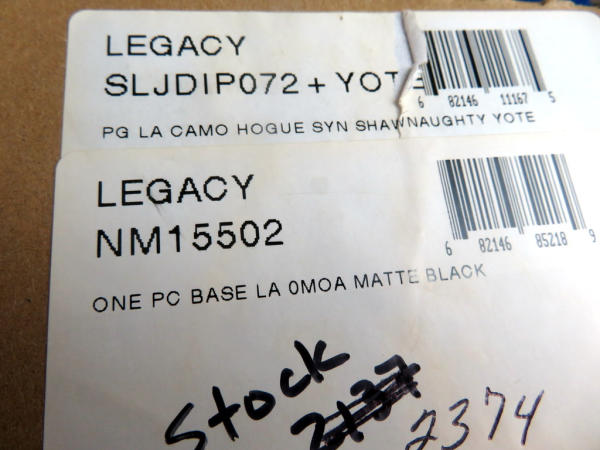 LEGACY
SLJDIP072 + YOTE
6 82146 11167 5
PG LA CAMO HOGUE SYN SHAWNAUGHTY YOTE
LEGACY
NM15502
6 82146 85218 9
ONE PC BASE LA 0MOA MATTE BLACK
Stock
2137
2374